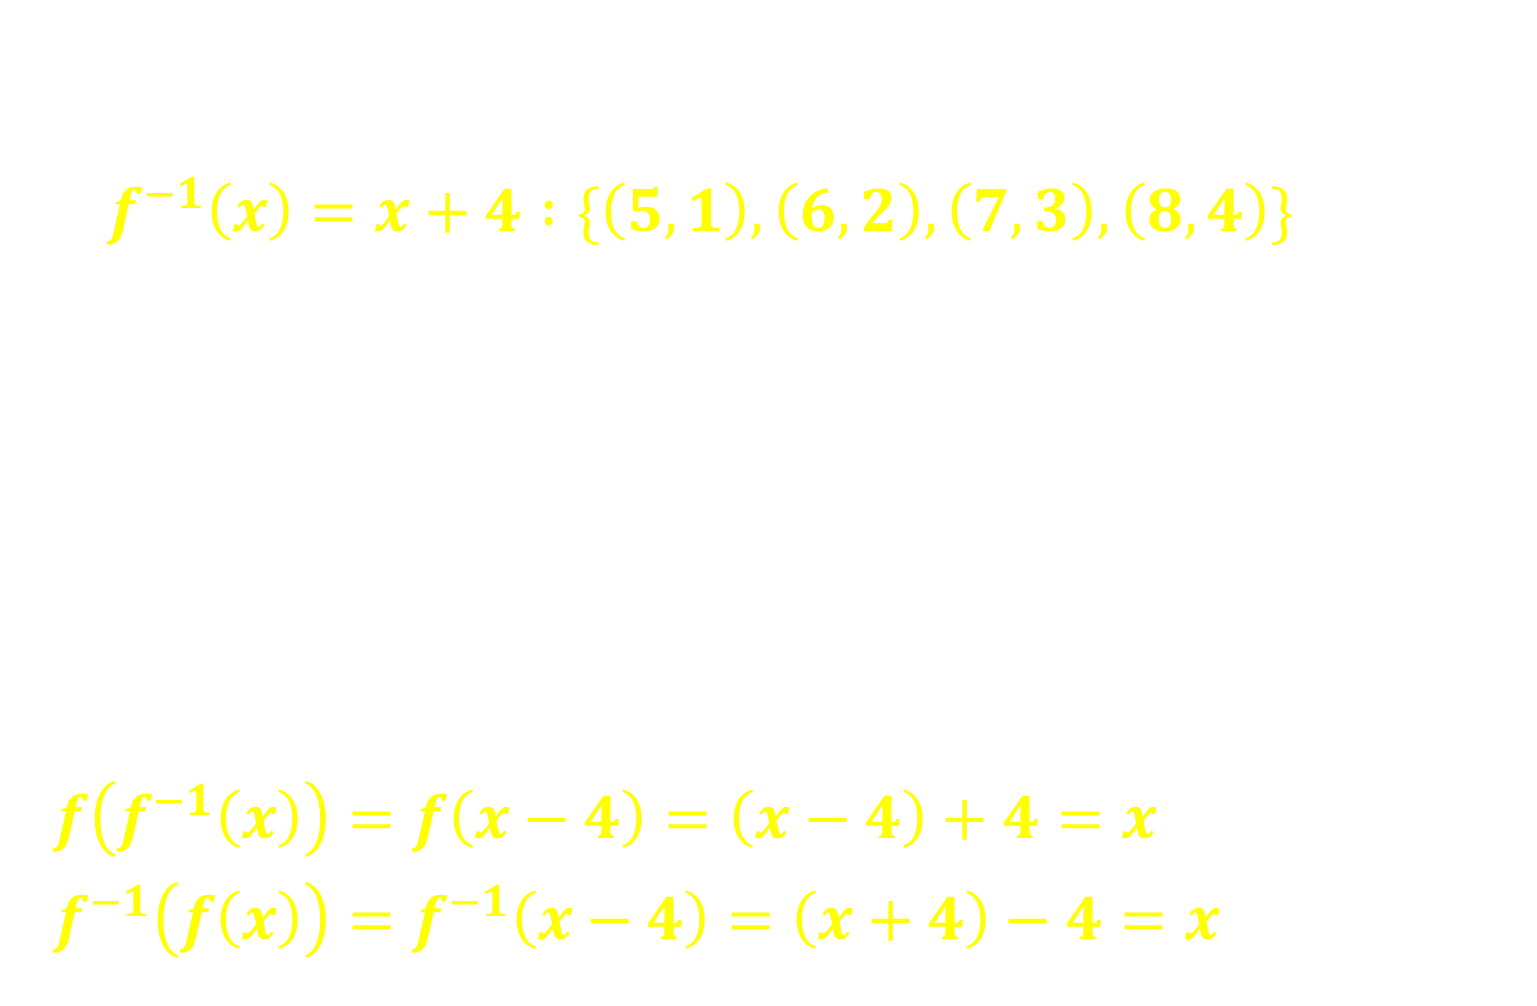 f⁻¹(x) = x + 4 : {(5, 1), (6, 2), (7, 3), (8, 4)}
f(f⁻¹(x)) = f(x − 4) = (x − 4) + 4 = x
f⁻¹(f(x)) = f⁻¹(x − 4) = (x + 4) − 4 = x